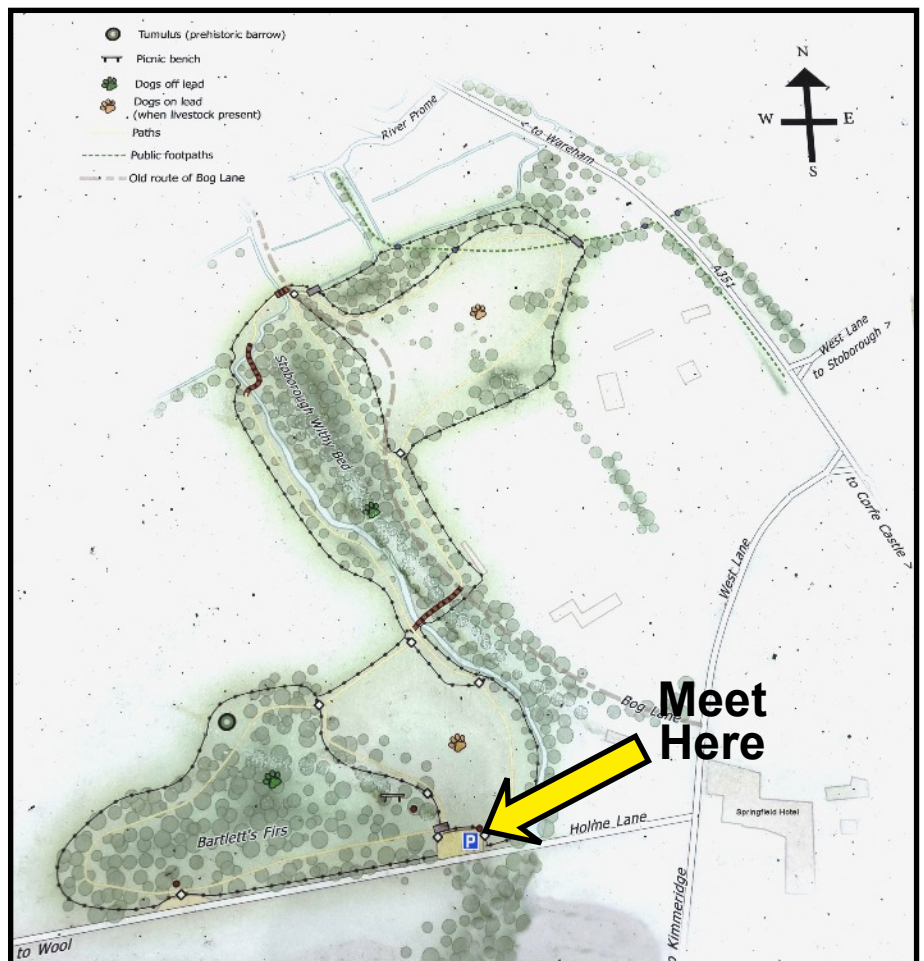 Tumulus (prehistoric barrow)
Picnic bench
Dogs off lead
Dogs on lead
(when livestock present)
Paths
Public footpaths
Old route of Bog Lane
N
W E
S
River Frome
< to Wareham
A351
West Lane
to Stoborough >
to Corfe Castle >
Stoborough Withy Bed
West Lane
Bog Lane
Meet
Here
Bartlett's Firs
P
Holme Lane
Springfield Hotel
to Wool
to Kimmeridge